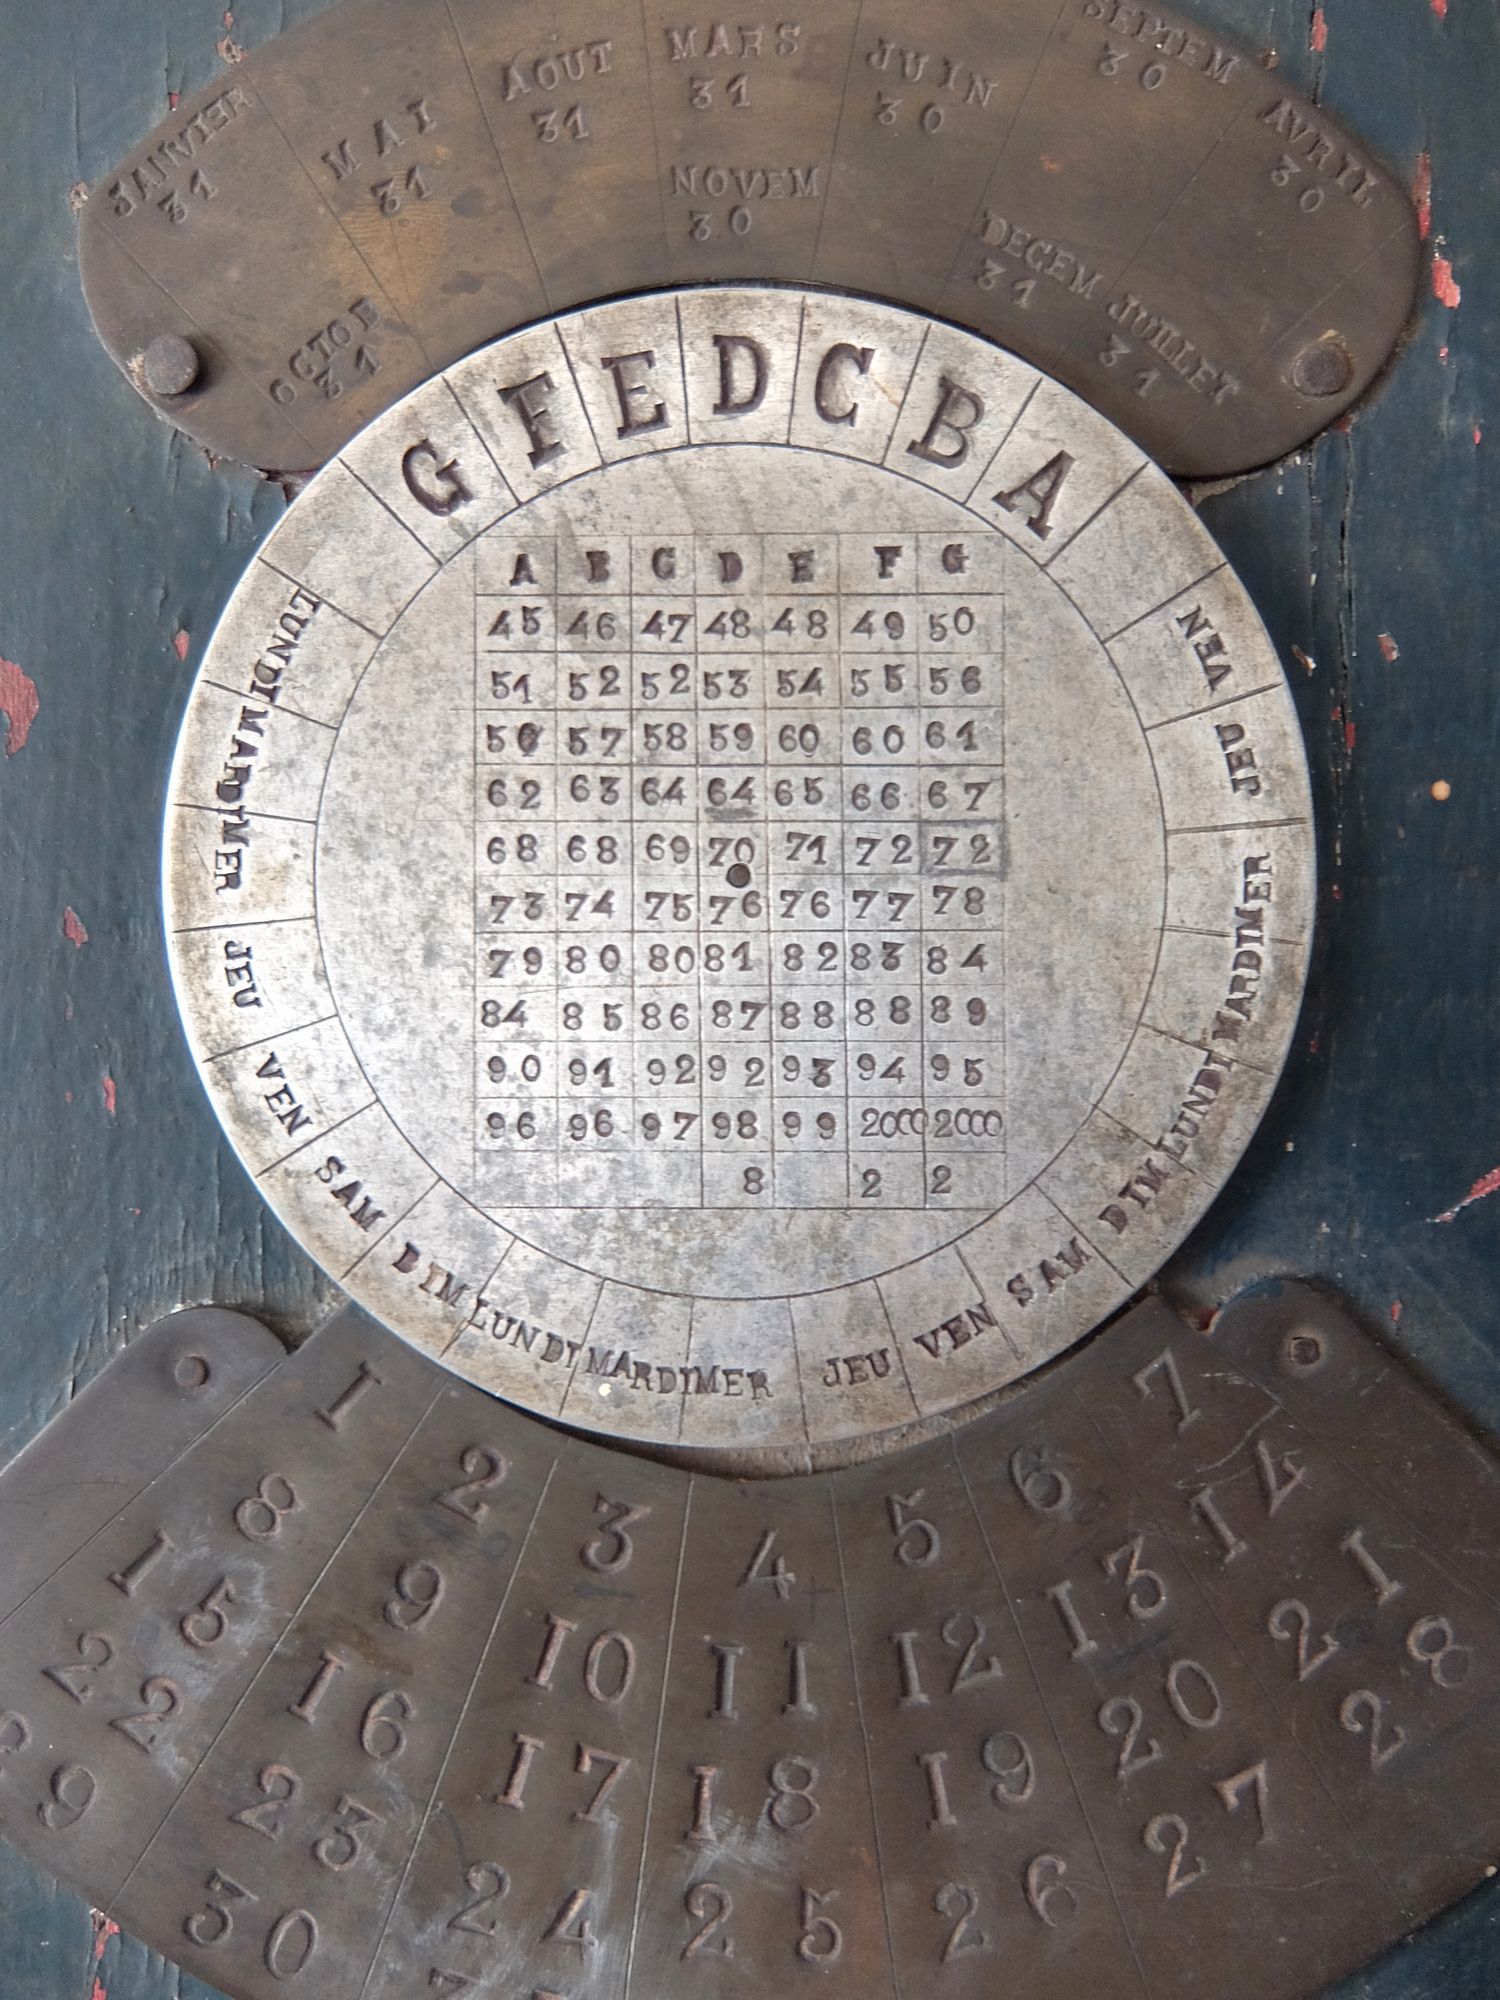 JANVIER
31
MAI
31
AOUT
31
MARS
31
JUIN
30
SEPTEM
30
AVRIL
30
OCTOB
31
NOVEM
30
DECEM
31
JUILLET
31
G F E D C B A
A B C D E F G
45 46 47 48 48 49 50
51 52 52 53 54 55 56
56 57 58 59 60 60 61
62 63 64 64 65 66 67
68 68 69 70 71 72 72
73 74 75 76 76 77 78
79 80 80 81 82 83 84
84 85 86 87 88 88 89
90 91 92 92 93 94 95
96 96 97 98 99 2000 2000
8 2 2
LUNDI MARDI MER JEU VEN SAM DIM LUNDI MARDI MER JEU VEN SAM DIM LUNDI MARDI MER JEU VEN
1 2 3 4 5 6 7
8 9 10 11 12 13 14
15 16 17 18 19 20 21
22 23 24 25 26 27 28
29 30